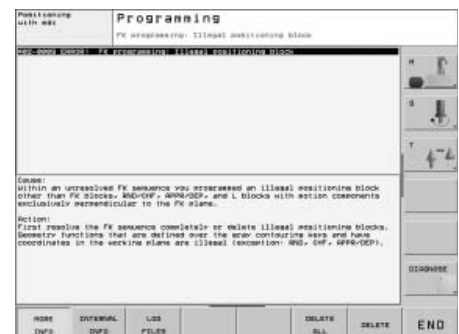 Positioning
with mdi
Programming
FK programming: Illegal positioning block
402-0009 ERROR: FK programming: Illegal positioning block
M
S
T
Cause:
Within an unresolved FK sequence you programmed an illegal positioning block
other than FK blocks, RND/CHF, APPR/DEP, and L blocks with motion components
exclusively perpendicular to the FK plane.
Action:
First resolve the FK sequence completely or delete illegal positioning blocks.
Geometry functions that are defined over the gray contouring keys and have
coordinates in the working plane are illegal (exception: RND, CHF, APPR/DEP).
DIAGNOSE
MORE
INFO
INTERNAL
INFO
LOG
FILES
DELETE
ALL
DELETE
END